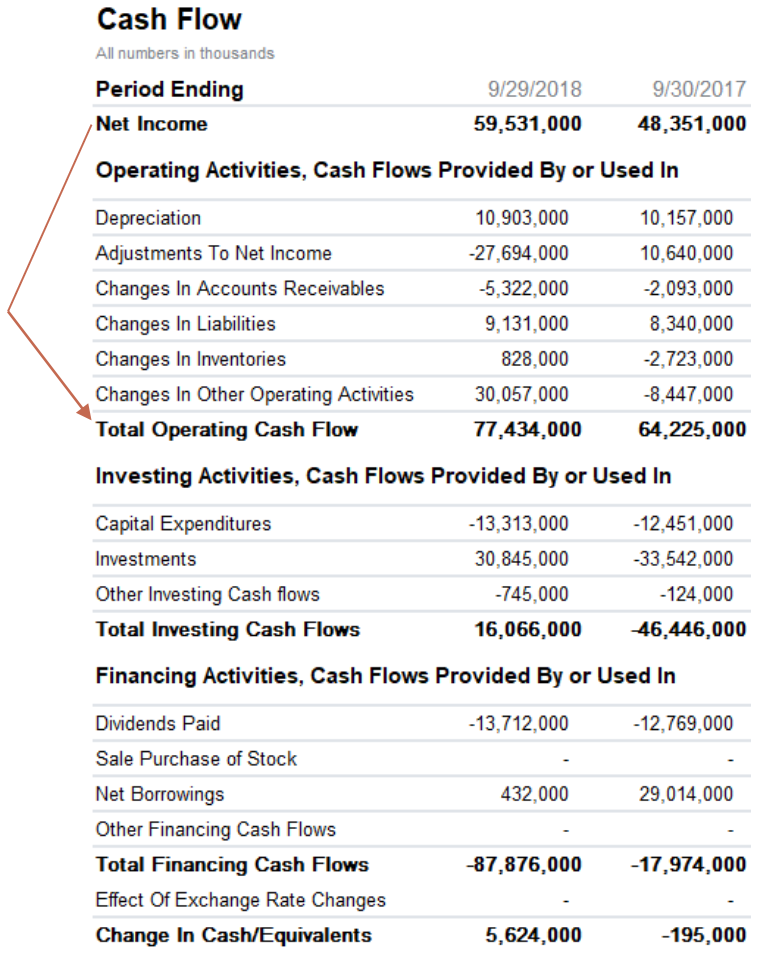 Cash Flow
All numbers in thousands
Period Ending 9/29/2018 9/30/2017
Net Income 59,531,000 48,351,000
Operating Activities, Cash Flows Provided By or Used In
Depreciation 10,903,000 10,157,000
Adjustments To Net Income -27,694,000 10,640,000
Changes In Accounts Receivables -5,322,000 -2,093,000
Changes In Liabilities 9,131,000 8,340,000
Changes In Inventories 828,000 -2,723,000
Changes In Other Operating Activities 30,057,000 -8,447,000
Total Operating Cash Flow 77,434,000 64,225,000
Investing Activities, Cash Flows Provided By or Used In
Capital Expenditures -13,313,000 -12,451,000
Investments 30,845,000 -33,542,000
Other Investing Cash flows -745,000 -124,000
Total Investing Cash Flows 16,066,000 -46,446,000
Financing Activities, Cash Flows Provided By or Used In
Dividends Paid -13,712,000 -12,769,000
Sale Purchase of Stock - -
Net Borrowings 432,000 29,014,000
Other Financing Cash Flows - -
Total Financing Cash Flows -87,876,000 -17,974,000
Effect Of Exchange Rate Changes - -
Change In Cash/Equivalents 5,624,000 -195,000